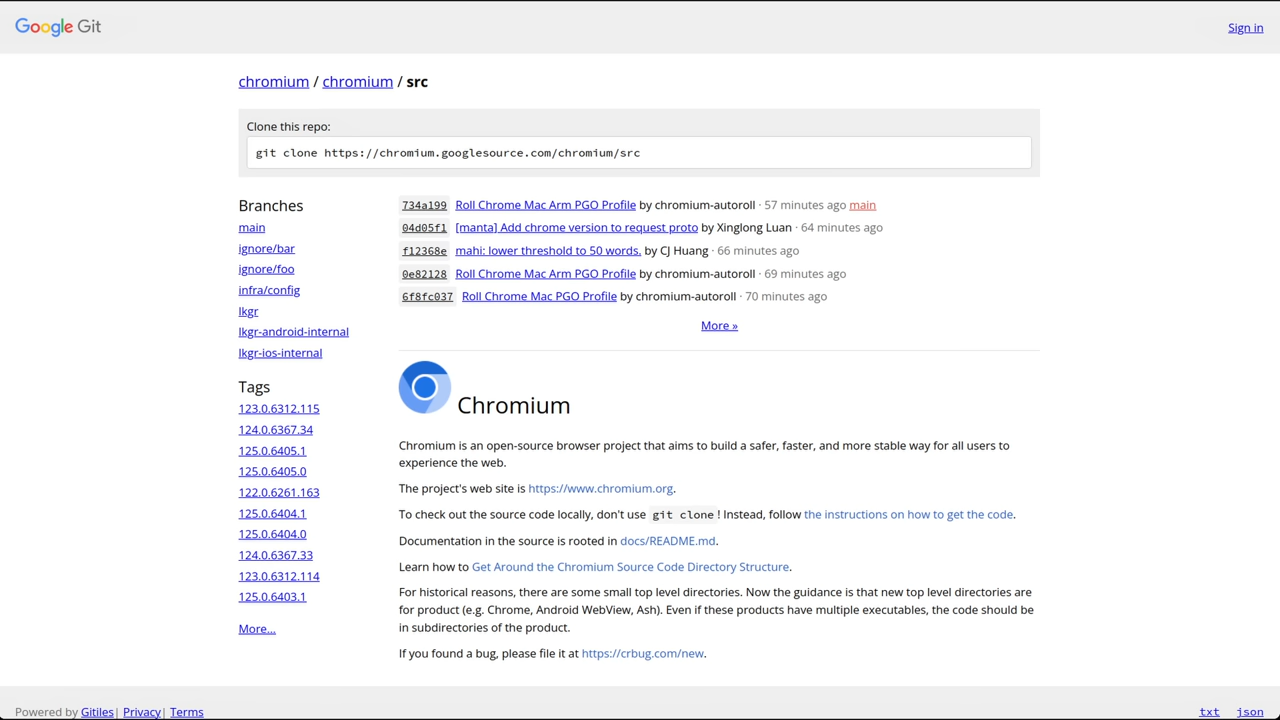 Google Git
Sign in
chromium / chromium / src
Clone this repo:
git clone https://chromium.googlesource.com/chromium/src
Branches
main
ignore/bar
ignore/foo
infra/config
lkgr
lkgr-android-internal
lkgr-ios-internal
Tags
123.0.6312.115
124.0.6367.34
125.0.6405.1
125.0.6405.0
122.0.6261.163
125.0.6404.1
125.0.6404.0
124.0.6367.33
123.0.6312.114
125.0.6403.1
More...
734a199 Roll Chrome Mac Arm PGO Profile by chromium-autoroll · 57 minutes ago main
04d05f1 [manta] Add chrome version to request proto by Xinglong Luan · 64 minutes ago
f12368e mahi: lower threshold to 50 words. by CJ Huang · 66 minutes ago
0e82128 Roll Chrome Mac Arm PGO Profile by chromium-autoroll · 69 minutes ago
6f8fc037 Roll Chrome Mac PGO Profile by chromium-autoroll · 70 minutes ago
More »
Chromium
Chromium is an open-source browser project that aims to build a safer, faster, and more stable way for all users to
experience the web.
The project's web site is https://www.chromium.org.
To check out the source code locally, don't use git clone! Instead, follow the instructions on how to get the code.
Documentation in the source is rooted in docs/README.md.
Learn how to Get Around the Chromium Source Code Directory Structure.
For historical reasons, there are some small top level directories. Now the guidance is that new top level directories are
for product (e.g. Chrome, Android WebView, Ash). Even if these products have multiple executables, the code should be
in subdirectories of the product.
If you found a bug, please file it at https://crbug.com/new.
Powered by Gitiles| Privacy| Terms
txt json